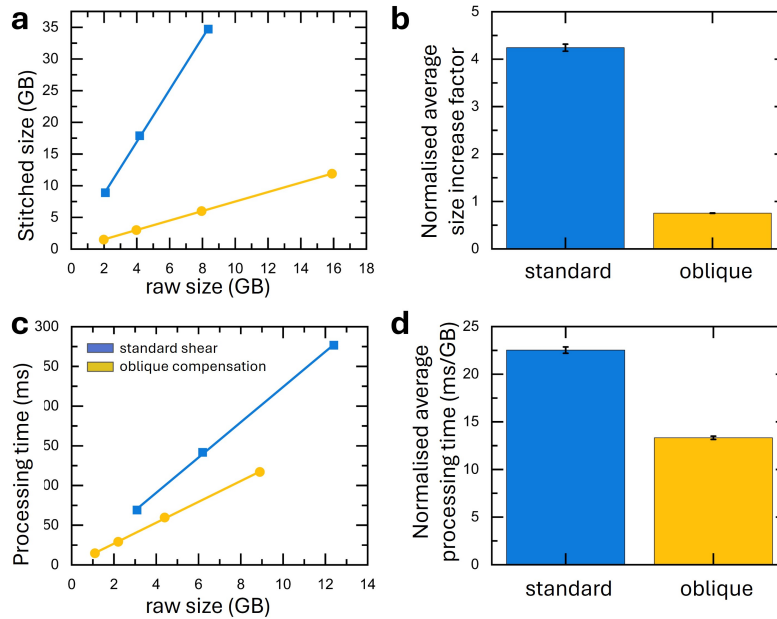 a
35
30
25
20
15
10
5
0
Stitched size (GB)
0 2 4 6 8 10 12 14 16 18
raw size (GB)
b
5
4
3
2
1
0
Normalised average
size increase factor
standard oblique
c
300
50
00
50
00
50
0
Processing time (ms)
standard shear
oblique compensation
0 2 4 6 8 10 12 14
raw size (GB)
d
25
20
15
10
5
0
Normalised average
processing time (ms/GB)
standard oblique